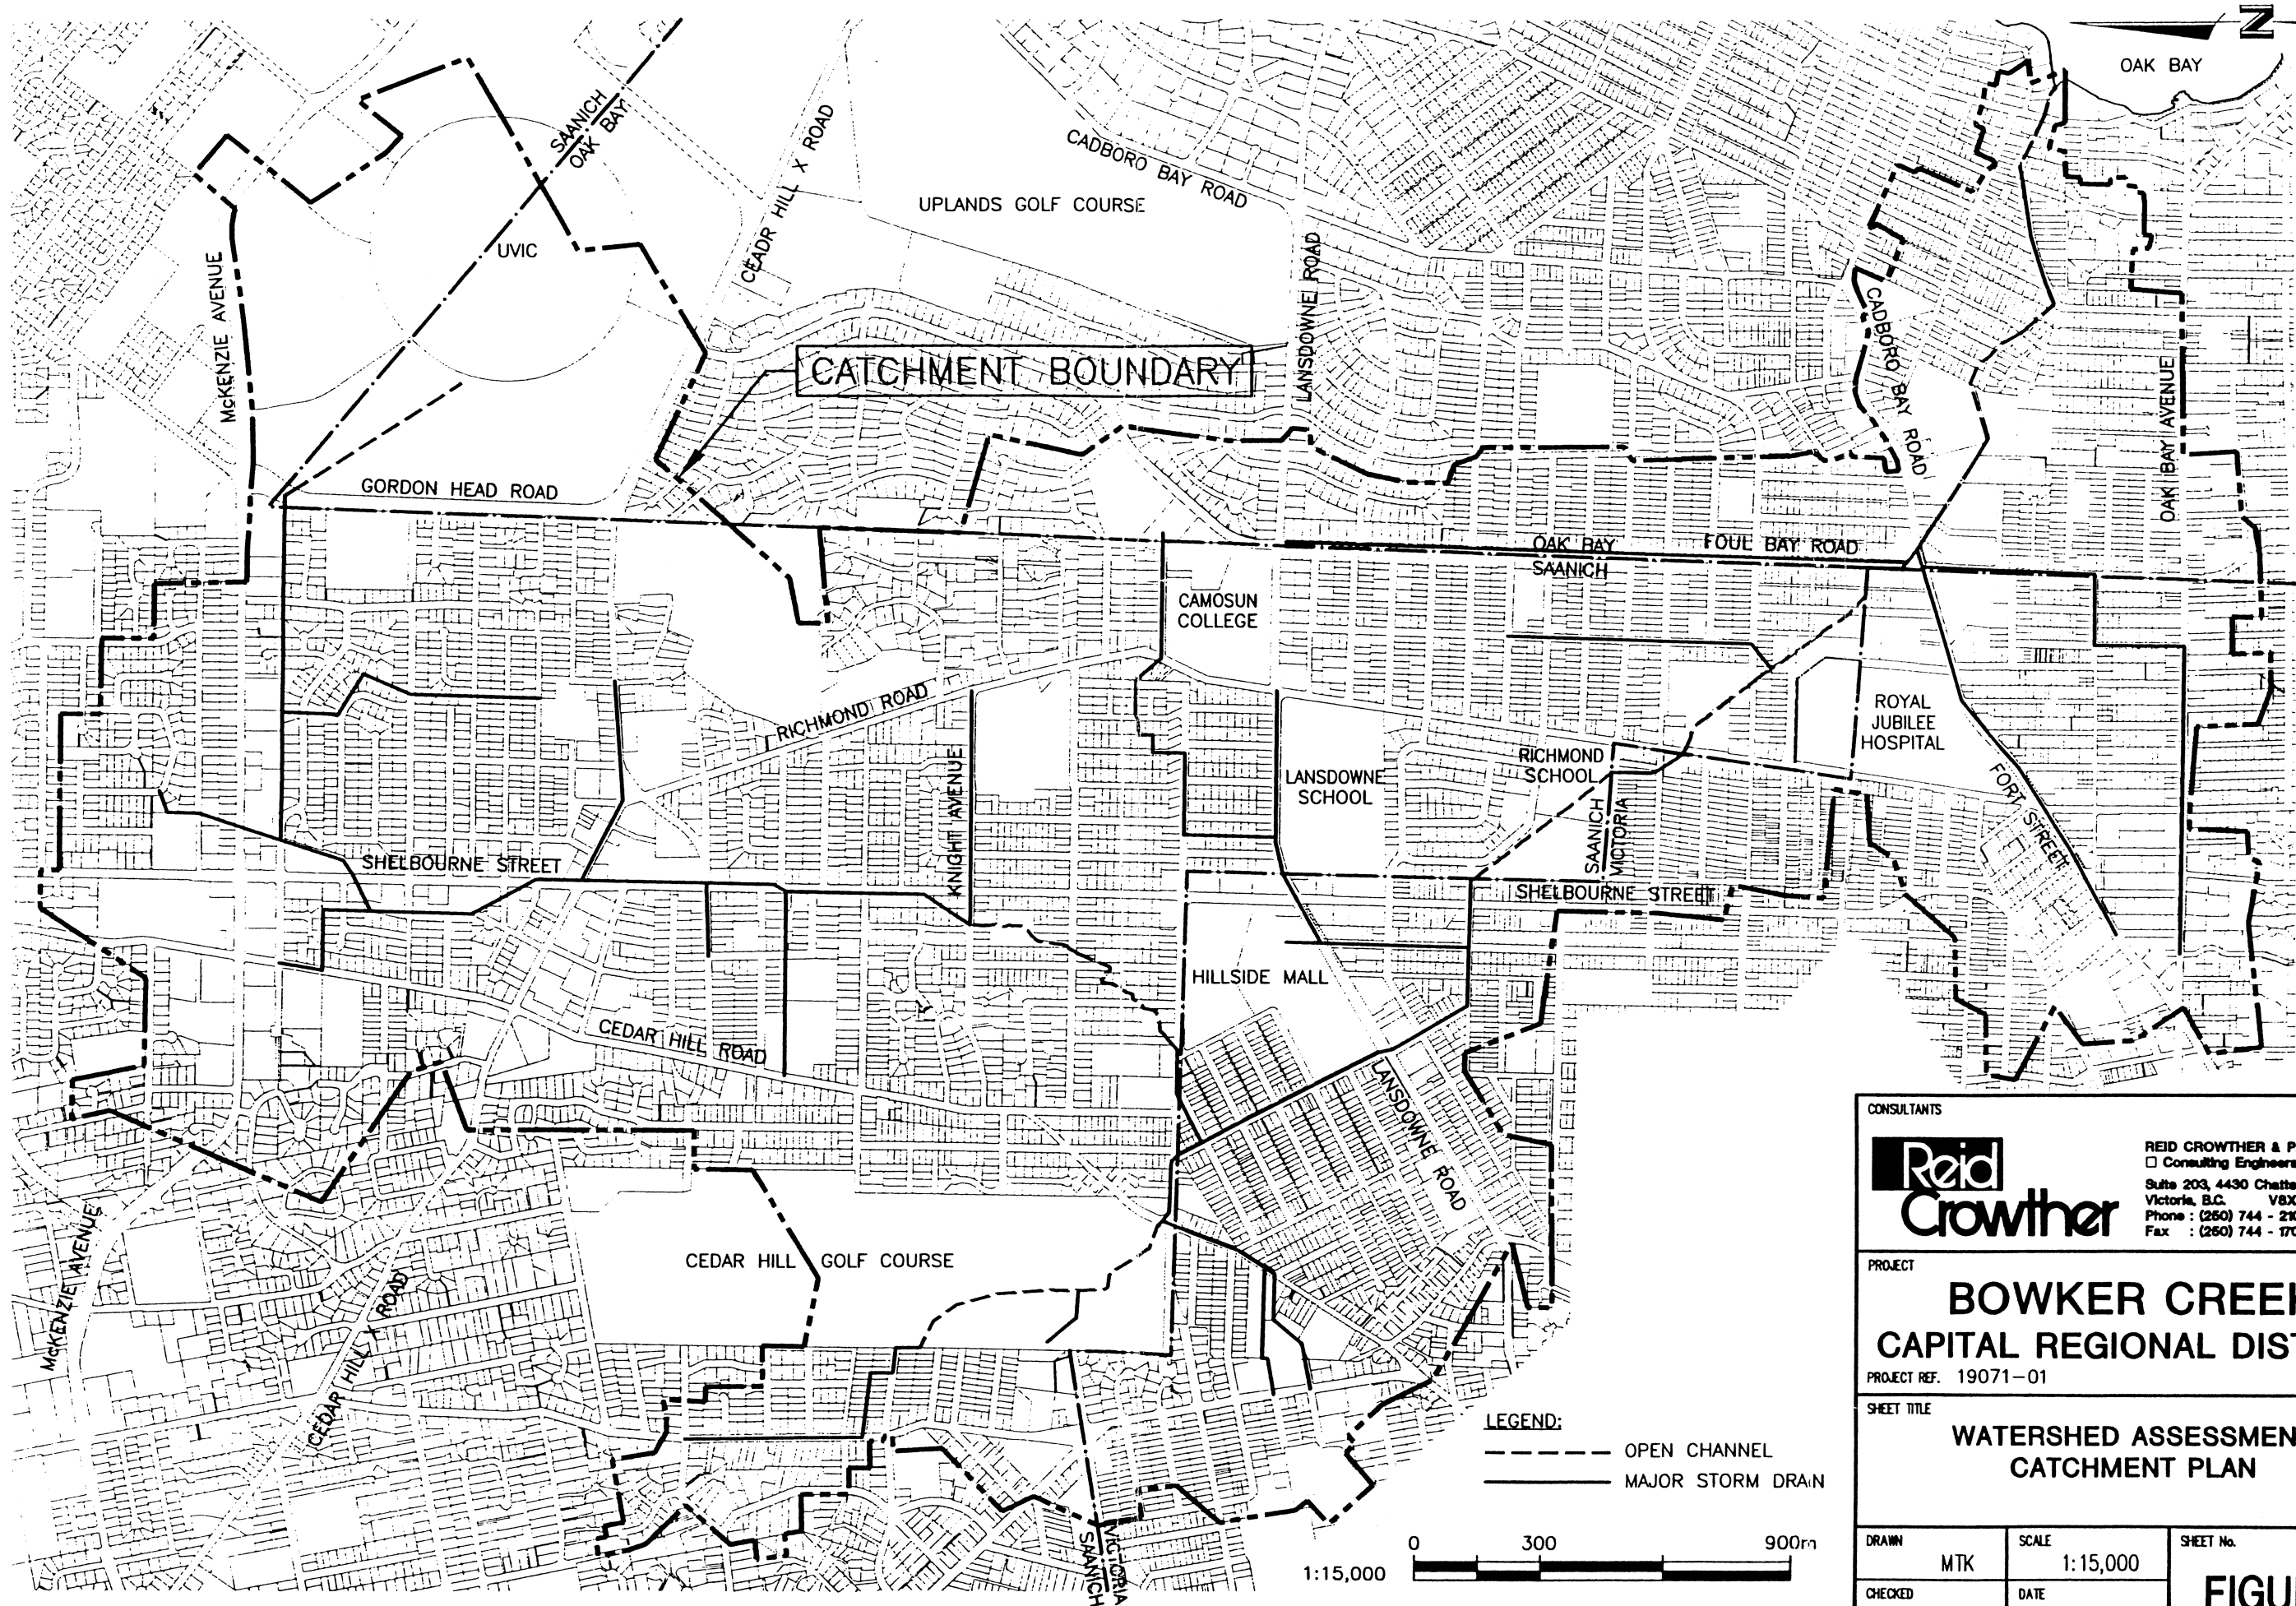 N
OAK BAY
SAANICH
OAK BAY
CEADR HILL X ROAD
CADBORO BAY ROAD
UPLANDS GOLF COURSE
UVIC
McKENZIE AVENUE
LANSDOWNE ROAD
CATCHMENT BOUNDARY
CADBORO BAY ROAD
OAK BAY AVENUE
GORDON HEAD ROAD
OAK BAY
FOUL BAY ROAD
SAANICH
CAMOSUN
COLLEGE
RICHMOND ROAD
ROYAL
JUBILEE
HOSPITAL
KNIGHT AVENUE
LANSDOWNE
SCHOOL
RICHMOND
SCHOOL
SAANICH
VICTORIA
FORT STREET
SHELBOURNE STREET
SHELBOURNE STREET
HILLSIDE MALL
CEDAR HILL ROAD
LANSDOWNE ROAD
McKENZIE AVENUE
CEDAR HILL X ROAD
CEDAR HILL GOLF COURSE
VICTORIA
SAANICH
LEGEND:
OPEN CHANNEL
MAJOR STORM DRAIN
0 300 900m
1:15,000
CONSULTANTS
Reid
Crowther
REID CROWTHER & P
Consulting Engineers
Suite 203, 4430 Chatte
Victoria, B.C. V8X
Phone : (250) 744 - 21
Fax : (250) 744 - 17
PROJECT
BOWKER CREEK
CAPITAL REGIONAL DIST
PROJECT REF. 19071-01
SHEET TITLE
WATERSHED ASSESSMEN
CATCHMENT PLAN
DRAWN
MTK
SCALE
1:15,000
SHEET No.
CHECKED
DATE
FIGU